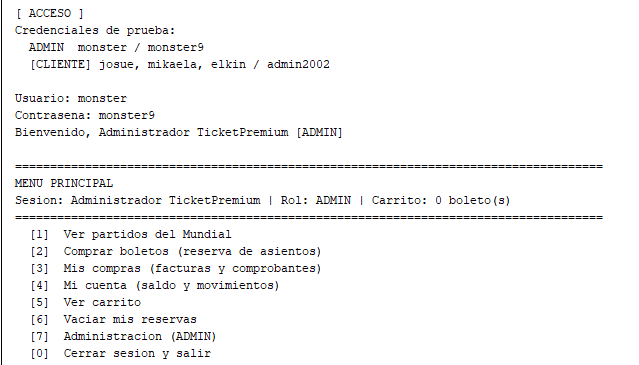 [ ACCESO ]
Credenciales de prueba:
ADMIN monster / monster9
[CLIENTE] josue, mikaela, elkin / admin2002
Usuario: monster
Contrasena: monster9
Bienvenido, Administrador TicketPremium [ADMIN]
====================================================================================
MENU PRINCIPAL
Sesion: Administrador TicketPremium | Rol: ADMIN | Carrito: 0 boleto(s)
====================================================================================
[1] Ver partidos del Mundial
[2] Comprar boletos (reserva de asientos)
[3] Mis compras (facturas y comprobantes)
[4] Mi cuenta (saldo y movimientos)
[5] Ver carrito
[6] Vaciar mis reservas
[7] Administracion (ADMIN)
[0] Cerrar sesion y salir